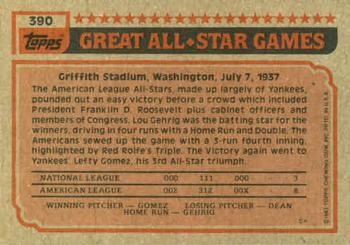 390
Topps GREAT ALL★STAR GAMES
Griffith Stadium, Washington, July 7, 1937
The American League All-Stars, made up largely of Yankees,
pounded out an easy victory before a crowd which included
President Franklin D. Roosevelt plus cabinet officers and
members of Congress. Lou Gehrig was the batting star for the
winners, driving in four runs with a Home Run and Double. The
Americans sewed up the game with a 3-run fourth inning,
highlighted by Red Rolfe's Triple. The Victory again went to
Yankees' Lefty Gomez, his 3rd All-Star triumph.
NATIONAL LEAGUE 000 111 000 3
AMERICAN LEAGUE 002 312 00X 8
WINNING PITCHER — GOMEZ LOSING PITCHER — DEAN
HOME RUN — GEHRIG